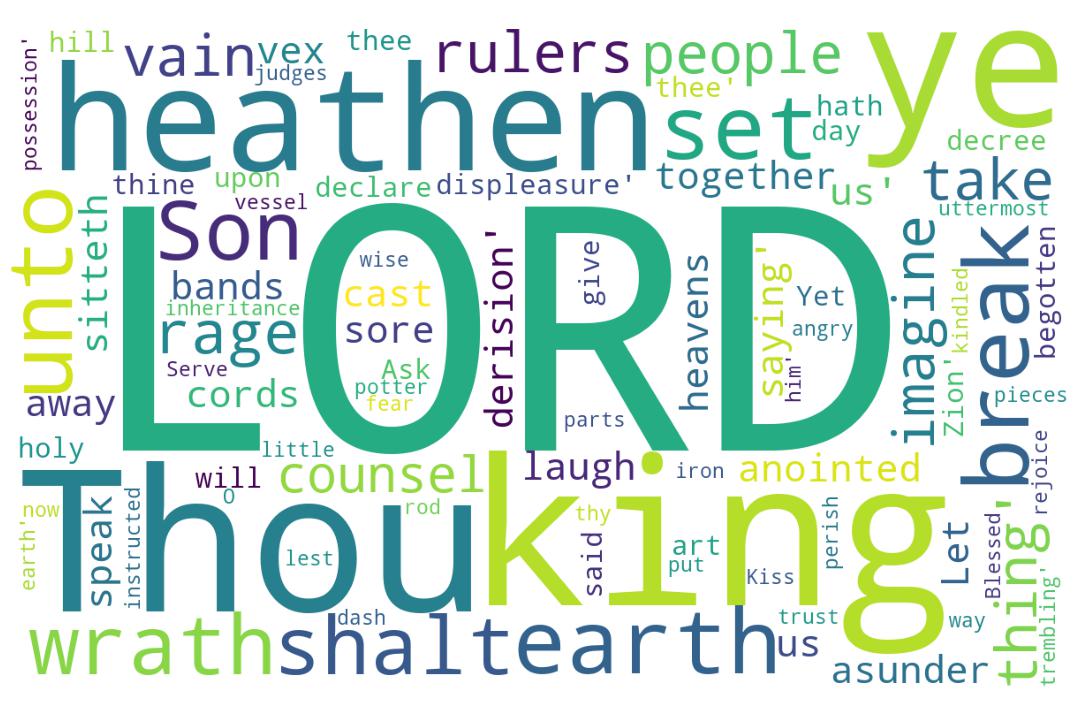 hill
vain
vex
judges
thee
rulers
people
thee'
ye
possession'
heathen
set
hath
day
decree
thine
upon
vessel
declare
displeasure'
together
us'
take
uttermost
unto
sitteth
Son
LORD
bands
inheritance
rage
Serve
cords
wise
cast
sore
Ask
potter
fear
derision'
give
parts
heavens
saying'
him'
Yet
angry
imagine
kindled
Zion'
break
begotten
pieces
away
holy
little
will
O
counsel
laugh
iron
anointed
rejoice
Thou
king
now
earth'
speak
instructed
lest
rod
thy
said
art
put
Kiss
perish
Let
Blessed
thing'
trembling'
way
wrath
shalt
dash
earth
us
trust
asunder